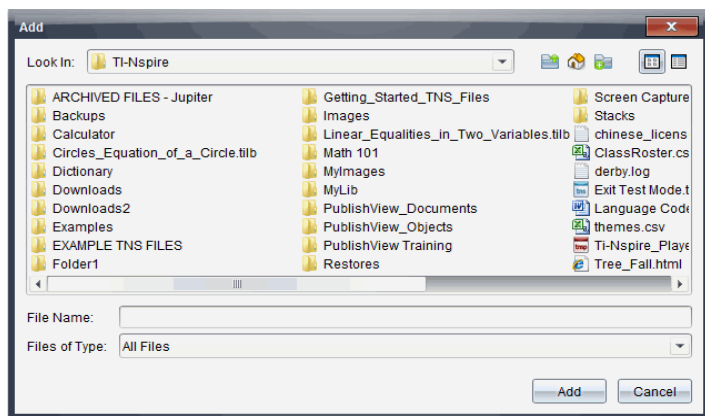 Add
Look In: TI-Nspire
ARCHIVED FILES - Jupiter
Backups
Calculator
Circles_Equation_of_a_Circle.tilb
Dictionary
Downloads
Downloads2
Examples
EXAMPLE TNS FILES
Folder1
Getting_Started_TNS_Files
Images
Linear_Equalities_in_Two_Variables.tilb
Math 101
MyImages
MyLib
PublishView_Documents
PublishView_Objects
PublishView Training
Restores
Screen Capture
Stacks
chinese_licens
ClassRoster.cs
derby.log
Exit Test Mode.t
Language Code
themes.csv
TI-Nspire_Playe
Tree_Fall.html
File Name:
Files of Type: All Files
Add Cancel